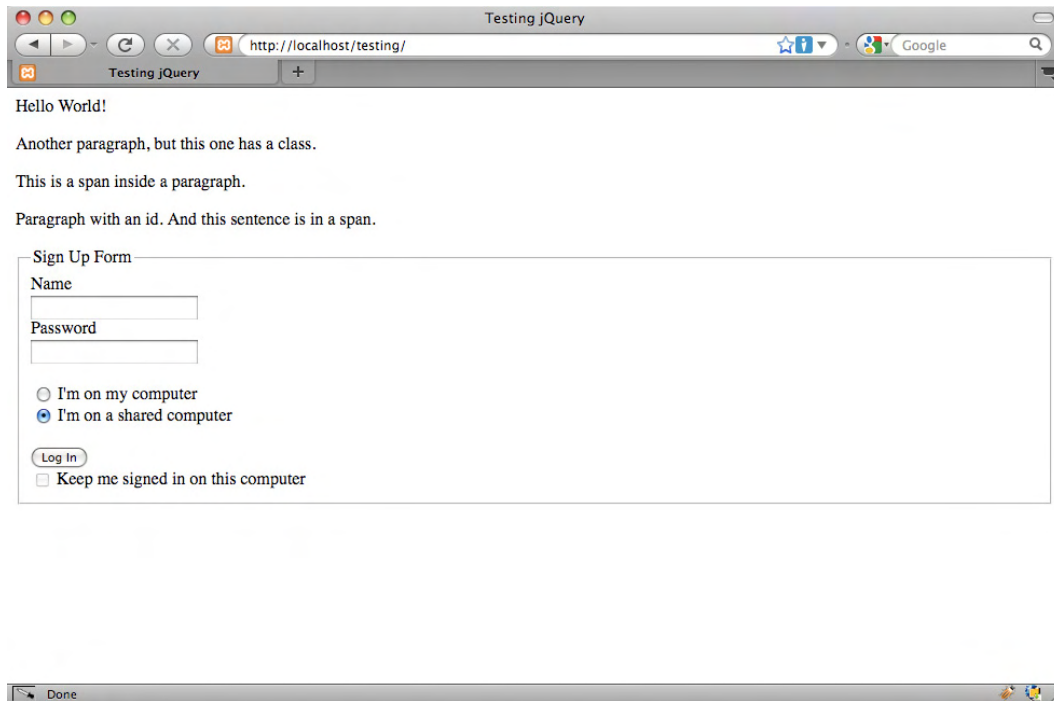 Testing jQuery
http://localhost/testing/
Google
Testing jQuery
+
Hello World!
Another paragraph, but this one has a class.
This is a span inside a paragraph.
Paragraph with an id. And this sentence is in a span.
Sign Up Form
Name
Password
I'm on my computer
I'm on a shared computer
Log In
Keep me signed in on this computer
Done